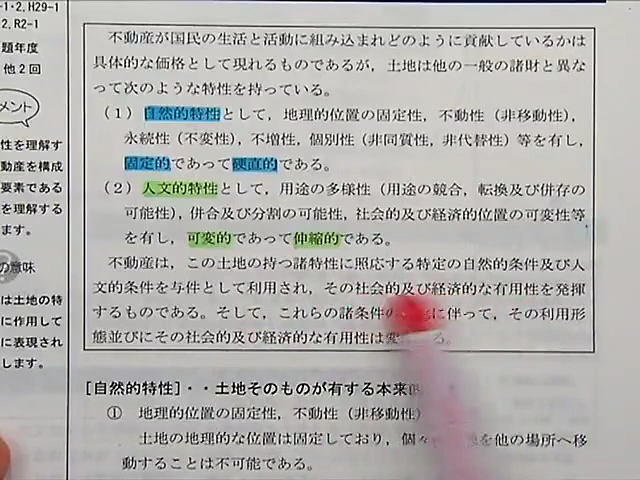 -1・2, H29-1
2, R2-1
題年度
他2回
メント
性を理解す
動産を構成
要素である
を理解する
ます。
の意味
は土地の特
に作用して
に表現され
します。
不動産が国民の生活と活動に組み込まれどのように貢献しているかは
具体的な価格として現れるものであるが，土地は他の一般の諸財と異な
って次のような特性を持っている。
（1）自然的特性として，地理的位置の固定性，不動性（非移動性），
永続性（不変性），不増性，個別性（非同質性，非代替性）等を有し，
固定的であって硬直的である。
（2）人文的特性として，用途の多様性（用途の競合，転換及び併存の
可能性），併合及び分割の可能性，社会的及び経済的位置の可変性等
を有し，可変的であって伸縮的である。
不動産は，この土地の持つ諸特性に照応する特定の自然的条件及び人
文的条件を与件として利用され，その社会的及び経済的な有用性を発揮
するものである。そして，これらの諸条件の に伴って，その利用形
態並びにその社会的及び経済的な有用性は変 る。
［自然的特性］・・土地そのものが有する本来
① 地理的位置の固定性，不動性（非移動性）
土地の地理的な位置は固定しており，個々 を他の場所へ移
動することは不可能である。